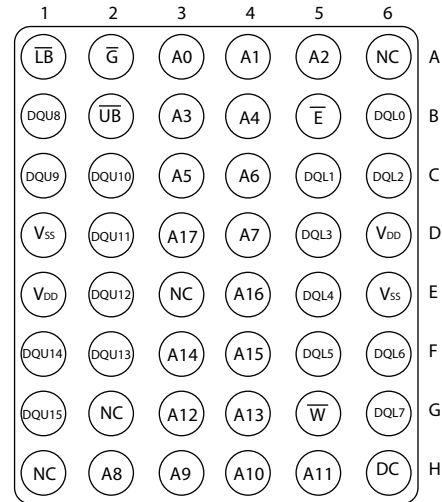 1 2 3 4 5 6
L̅B̅ G̅ A0 A1 A2 NC A
DQU8 U̅B̅ A3 A4 E̅ DQL0 B
DQU9 DQU10 A5 A6 DQL1 DQL2 C
VSS DQU11 A17 A7 DQL3 VDD D
VDD DQU12 NC A16 DQL4 VSS E
DQU14 DQU13 A14 A15 DQL5 DQL6 F
DQU15 NC A12 A13 W̅ DQL7 G
NC A8 A9 A10 A11 DC H